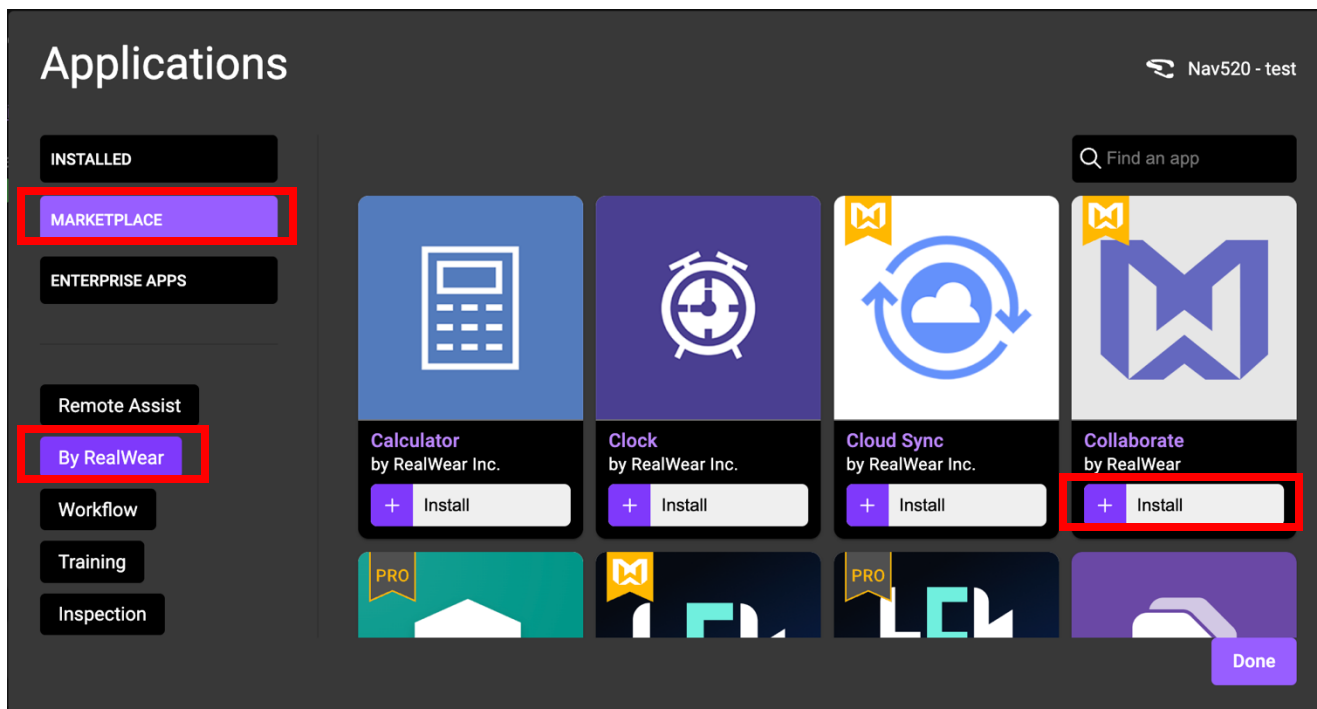 Applications
Nav520 - test
INSTALLED
MARKETPLACE
ENTERPRISE APPS
Find an app
Remote Assist
By RealWear
Workflow
Training
Inspection
Calculator
by RealWear Inc.
Install
Clock
by RealWear Inc.
Install
Cloud Sync
by RealWear Inc.
Install
Collaborate
by RealWear
Install
PRO
PRO
Done